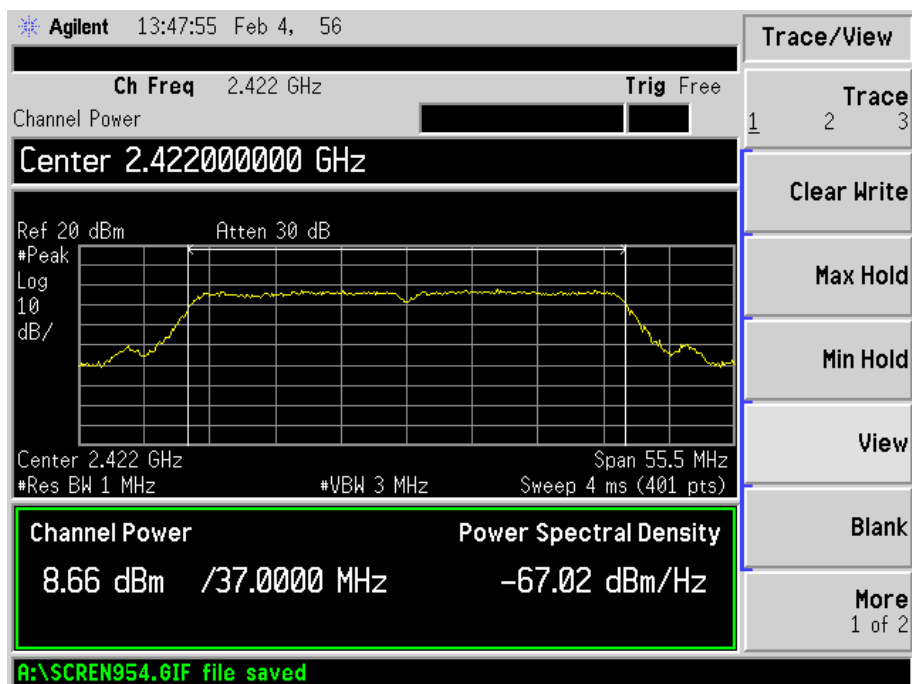 Agilent 13:47:55 Feb 4, 56
Trace/View
Ch Freq 2.422 GHz Trig Free
Channel Power
Trace
1 2 3
Center 2.422000000 GHz
Clear Write
Ref 20 dBm Atten 30 dB
#Peak
Log
10
dB/
Max Hold
Min Hold
View
Center 2.422 GHz Span 55.5 MHz
#Res BW 1 MHz #VBW 3 MHz Sweep 4 ms (401 pts)
Channel Power Power Spectral Density
Blank
8.66 dBm /37.0000 MHz -67.02 dBm/Hz
More
1 of 2
A:\SCREN954.GIF file saved